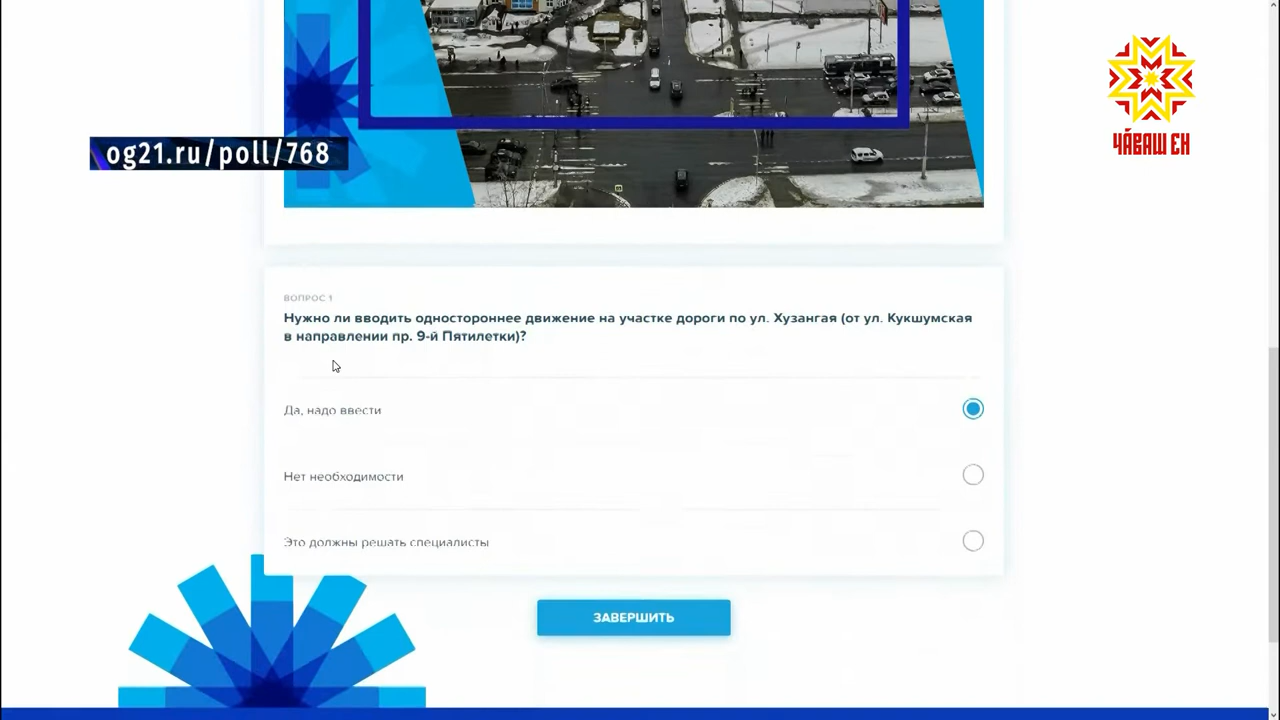 og21.ru/poll/768
ЧӐВАШ ЕН
ВОПРОС 1
Нужно ли вводить одностороннее движение на участке дороги по ул. Хузангая (от ул. Кукшумская
в направлении пр. 9-й Пятилетки)?
Да, надо ввести
Нет необходимости
Это должны решать специалисты
ЗАВЕРШИТЬ